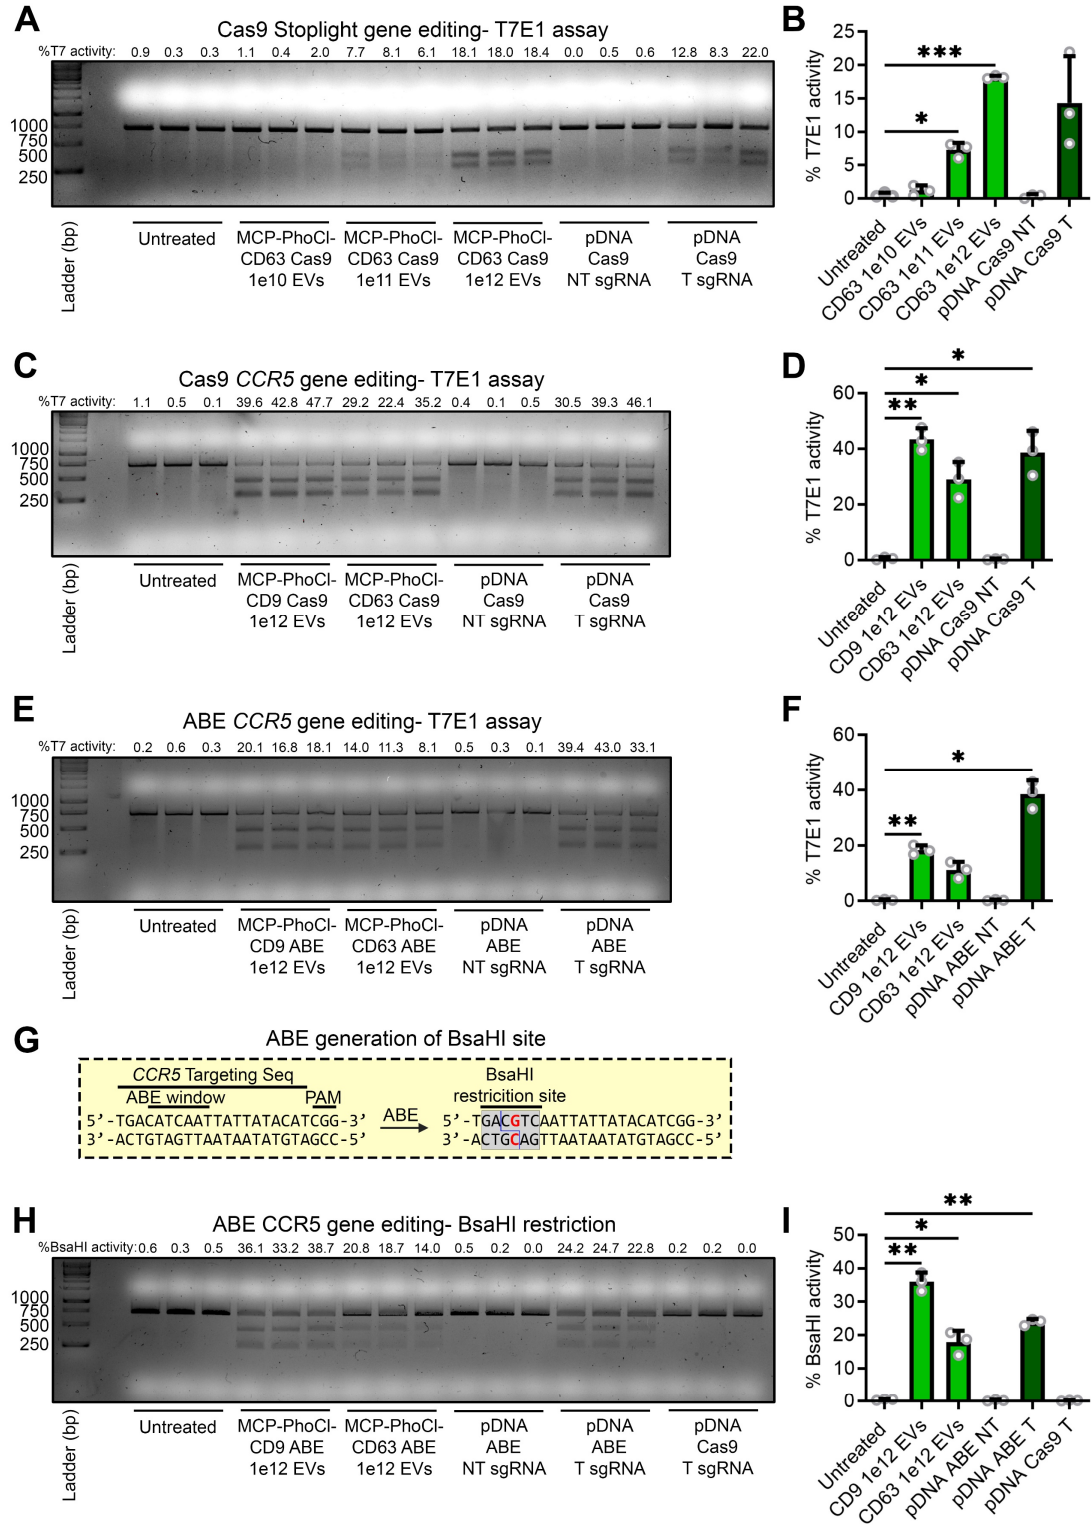 A
Cas9 Stoplight gene editing- T7E1 assay
%T7 activity: 0.9 0.3 0.3 1.1 0.4 2.0 7.7 8.1 6.1 18.1 18.0 18.4 0.0 0.5 0.6 12.8 8.3 22.0
1000
750
500
250
Ladder (bp)
Untreated
MCP-PhoCl-
CD63 Cas9
1e10 EVs
MCP-PhoCl-
CD63 Cas9
1e11 EVs
MCP-PhoCl-
CD63 Cas9
1e12 EVs
pDNA
Cas9
NT sgRNA
pDNA
Cas9
T sgRNA
B
% T7E1 activity
25
20
15
10
5
0
***
*
Untreated
CD63 1e10 EVs
CD63 1e11 EVs
CD63 1e12 EVs
pDNA Cas9 NT
pDNA Cas9 T
C
Cas9 CCR5 gene editing- T7E1 assay
%T7 activity: 1.1 0.5 0.1 39.6 42.8 47.7 29.2 22.4 35.2 0.4 0.1 0.5 30.5 39.3 46.1
1000
750
500
250
Ladder (bp)
Untreated
MCP-PhoCl-
CD9 Cas9
1e12 EVs
MCP-PhoCl-
CD63 Cas9
1e12 EVs
pDNA
Cas9
NT sgRNA
pDNA
Cas9
T sgRNA
D
% T7E1 activity
60
40
20
0
*
*
**
Untreated
CD9 1e12 EVs
CD63 1e12 EVs
pDNA Cas9 NT
pDNA Cas9 T
E
ABE CCR5 gene editing- T7E1 assay
%T7 activity: 0.2 0.6 0.3 20.1 16.8 18.1 14.0 11.3 8.1 0.5 0.3 0.1 39.4 43.0 33.1
1000
750
500
250
Ladder (bp)
Untreated
MCP-PhoCl-
CD9 ABE
1e12 EVs
MCP-PhoCl-
CD63 ABE
1e12 EVs
pDNA
ABE
NT sgRNA
pDNA
ABE
T sgRNA
F
% T7E1 activity
60
40
20
0
*
**
Untreated
CD9 1e12 EVs
CD63 1e12 EVs
pDNA ABE NT
pDNA ABE T
G
ABE generation of BsaHI site
CCR5 Targeting Seq
ABE window PAM
5’-TGACATCAATTATTATACATCGG-3’
3’-ACTGTAGTTAATAATATGTAGCC-5’
ABE
BsaHI
restricition site
5’-TGACGTCAATTATTATACATCGG-3’
3’-ACTGCAGTTAATAATATGTAGCC-5’
H
ABE CCR5 gene editing- BsaHI restriction
%BsaHI activity: 0.6 0.3 0.5 36.1 33.2 38.7 20.8 18.7 14.0 0.5 0.2 0.0 24.2 24.7 22.8 0.2 0.2 0.0
1000
750
500
250
Ladder (bp)
Untreated
MCP-PhoCl-
CD9 ABE
1e12 EVs
MCP-PhoCl-
CD63 ABE
1e12 EVs
pDNA
ABE
NT sgRNA
pDNA
ABE
T sgRNA
pDNA
Cas9
T sgRNA
I
% BsaHI activity
50
40
30
20
10
0
**
*
**
Untreated
CD9 1e12 EVs
CD63 1e12 EVs
pDNA ABE NT
pDNA ABE T
pDNA Cas9 T